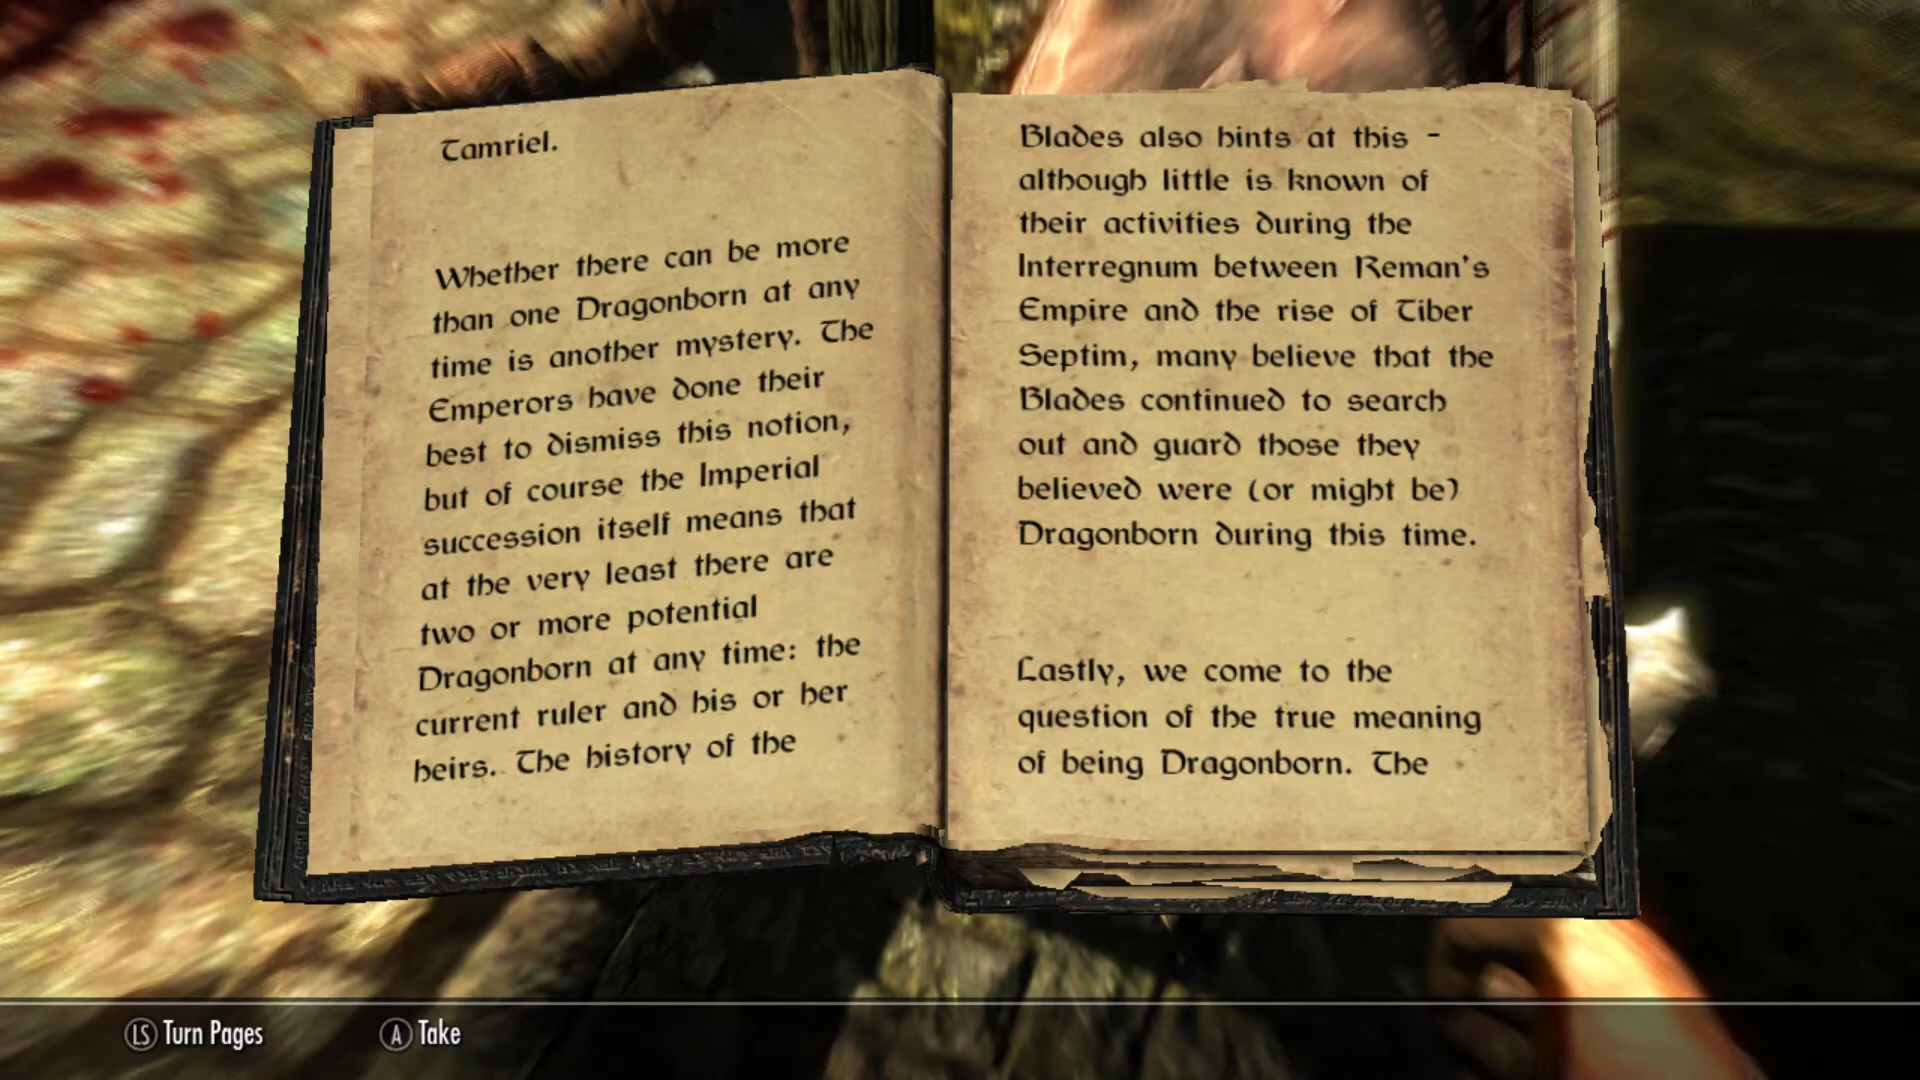 Tamriel.
Whether there can be more
than one Dragonborn at any
time is another mystery. The
Emperors have done their
best to dismiss this notion,
but of course the Imperial
succession itself means that
at the very least there are
two or more potential
Dragonborn at any time: the
current ruler and his or her
heirs. The history of the
Blades also hints at this -
although little is known of
their activities during the
Interregnum between Reman's
Empire and the rise of Tiber
Septim, many believe that the
Blades continued to search
out and guard those they
believed were (or might be)
Dragonborn during this time.
Lastly, we come to the
question of the true meaning
of being Dragonborn. The
LS Turn Pages
A Take